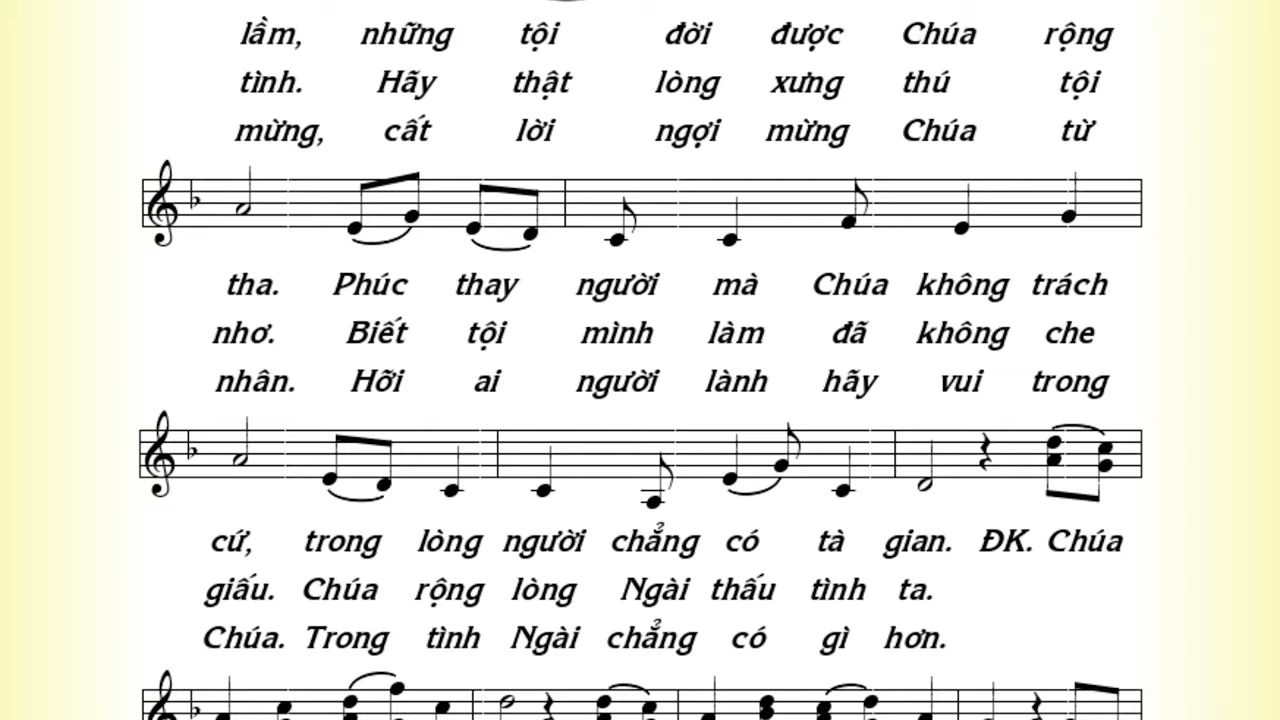 lầm, những tội đời được Chúa rộng
tình. Hãy thật lòng xưng thú tội
mừng, cất lời ngợi mừng Chúa từ
tha. Phúc thay người mà Chúa không trách
nhơ. Biết tội mình làm đã không che
nhân. Hỡi ai người lành hãy vui trong
cứ, trong lòng người chẳng có tà gian. ĐK. Chúa
giấu. Chúa rộng lòng Ngài thấu tình ta.
Chúa. Trong tình Ngài chẳng có gì hơn.